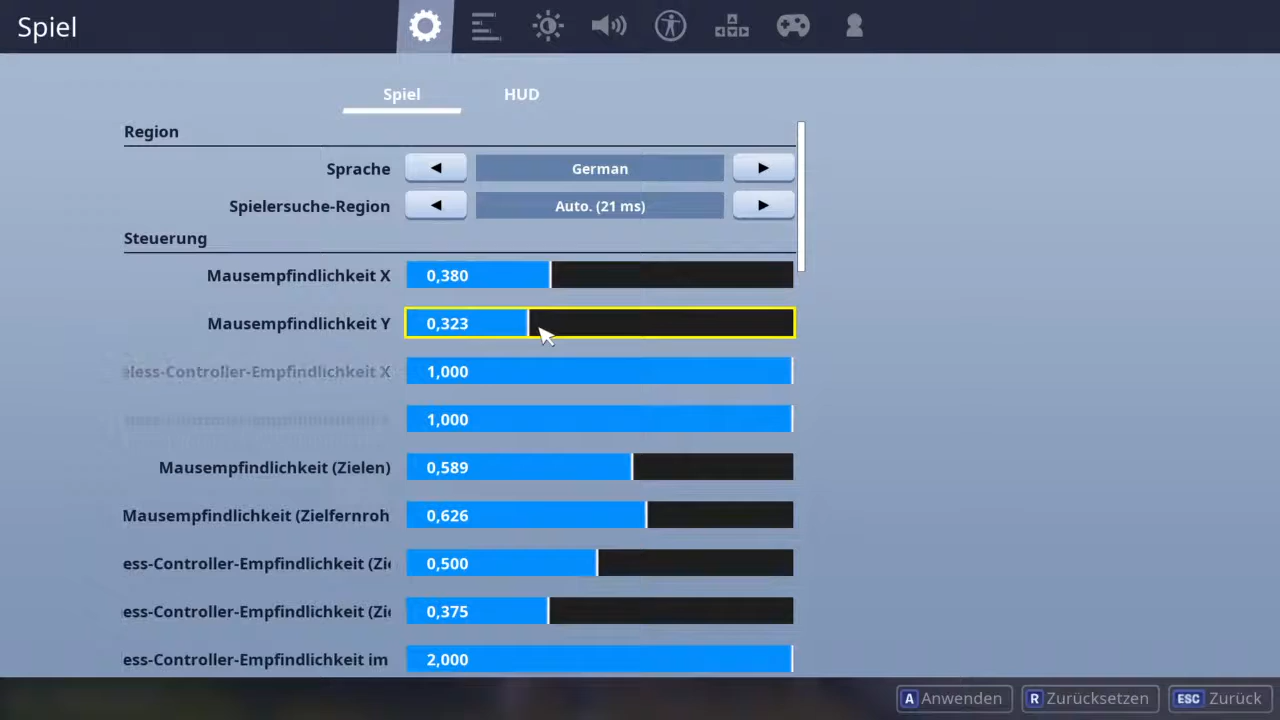 Spiel
Spiel HUD
Region
Sprache German
Spielersuche-Region Auto. (21 ms)
Steuerung
Mausempfindlichkeit X 0,380
Mausempfindlichkeit Y 0,323
eless-Controller-Empfindlichkeit X 1,000
1,000
Mausempfindlichkeit (Zielen) 0,589
Mausempfindlichkeit (Zielfernroh 0,626
ess-Controller-Empfindlichkeit (Zie 0,500
ess-Controller-Empfindlichkeit (Zie 0,375
ess-Controller-Empfindlichkeit im 2,000
A Anwenden R Zurücksetzen ESC Zurück